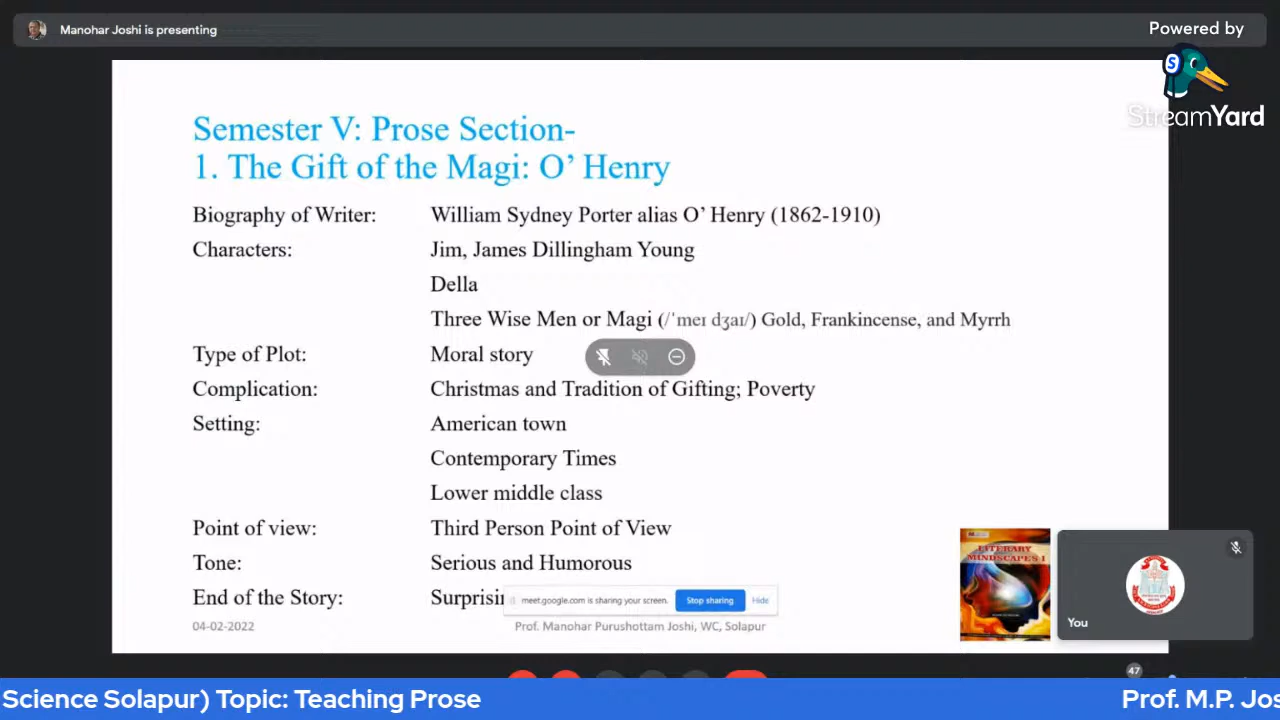 Manohar Joshi is presenting
Powered by
StreamYard
Semester V: Prose Section-
1. The Gift of the Magi: O’ Henry
Biography of Writer: William Sydney Porter alias O’ Henry (1862-1910)
Characters: Jim, James Dillingham Young
Della
Three Wise Men or Magi (/ˈmeɪ dʒaɪ/) Gold, Frankincense, and Myrrh
Type of Plot: Moral story
Complication: Christmas and Tradition of Gifting; Poverty
Setting: American town
Contemporary Times
Lower middle class
Point of view: Third Person Point of View
Tone: Serious and Humorous
End of the Story: Surprisin
meet.google.com is sharing your screen. Stop sharing Hide
LITERARY
MINDSCAPES I
You
04-02-2022 Prof. Manohar Purushottam Joshi, WC, Solapur
47
Science Solapur) Topic: Teaching Prose Prof. M.P. Jos